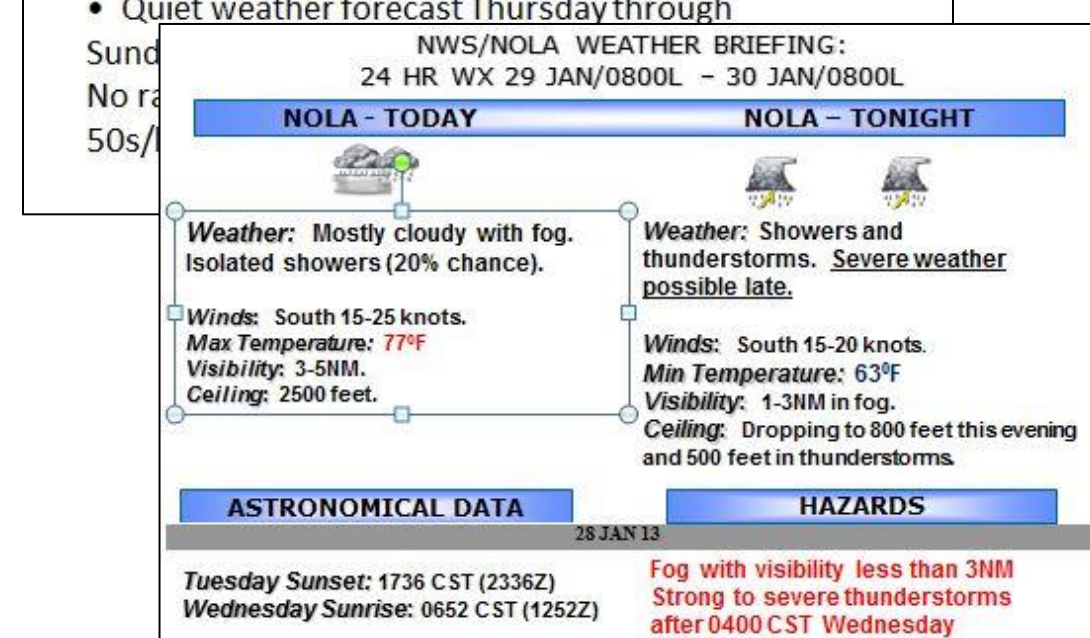 • Quiet weather forecast Thursday through
Sund
No ra
50s/
NWS/NOLA WEATHER BRIEFING:
24 HR WX 29 JAN/0800L – 30 JAN/0800L
NOLA - TODAY
Weather: Mostly cloudy with fog.
Isolated showers (20% chance).
Winds: South 15-25 knots.
Max Temperature: 77⁰F
Visibility: 3-5NM.
Ceiling: 2500 feet.
NOLA – TONIGHT
Weather: Showers and
thunderstorms. Severe weather
possible late.
Winds: South 15-20 knots.
Min Temperature: 63⁰F
Visibility: 1-3NM in fog.
Ceiling: Dropping to 800 feet this evening
and 500 feet in thunderstorms.
ASTRONOMICAL DATA
HAZARDS
28 JAN 13
Tuesday Sunset: 1736 CST (2336Z)
Wednesday Sunrise: 0652 CST (1252Z)
Fog with visibility less than 3NM
Strong to severe thunderstorms
after 0400 CST Wednesday